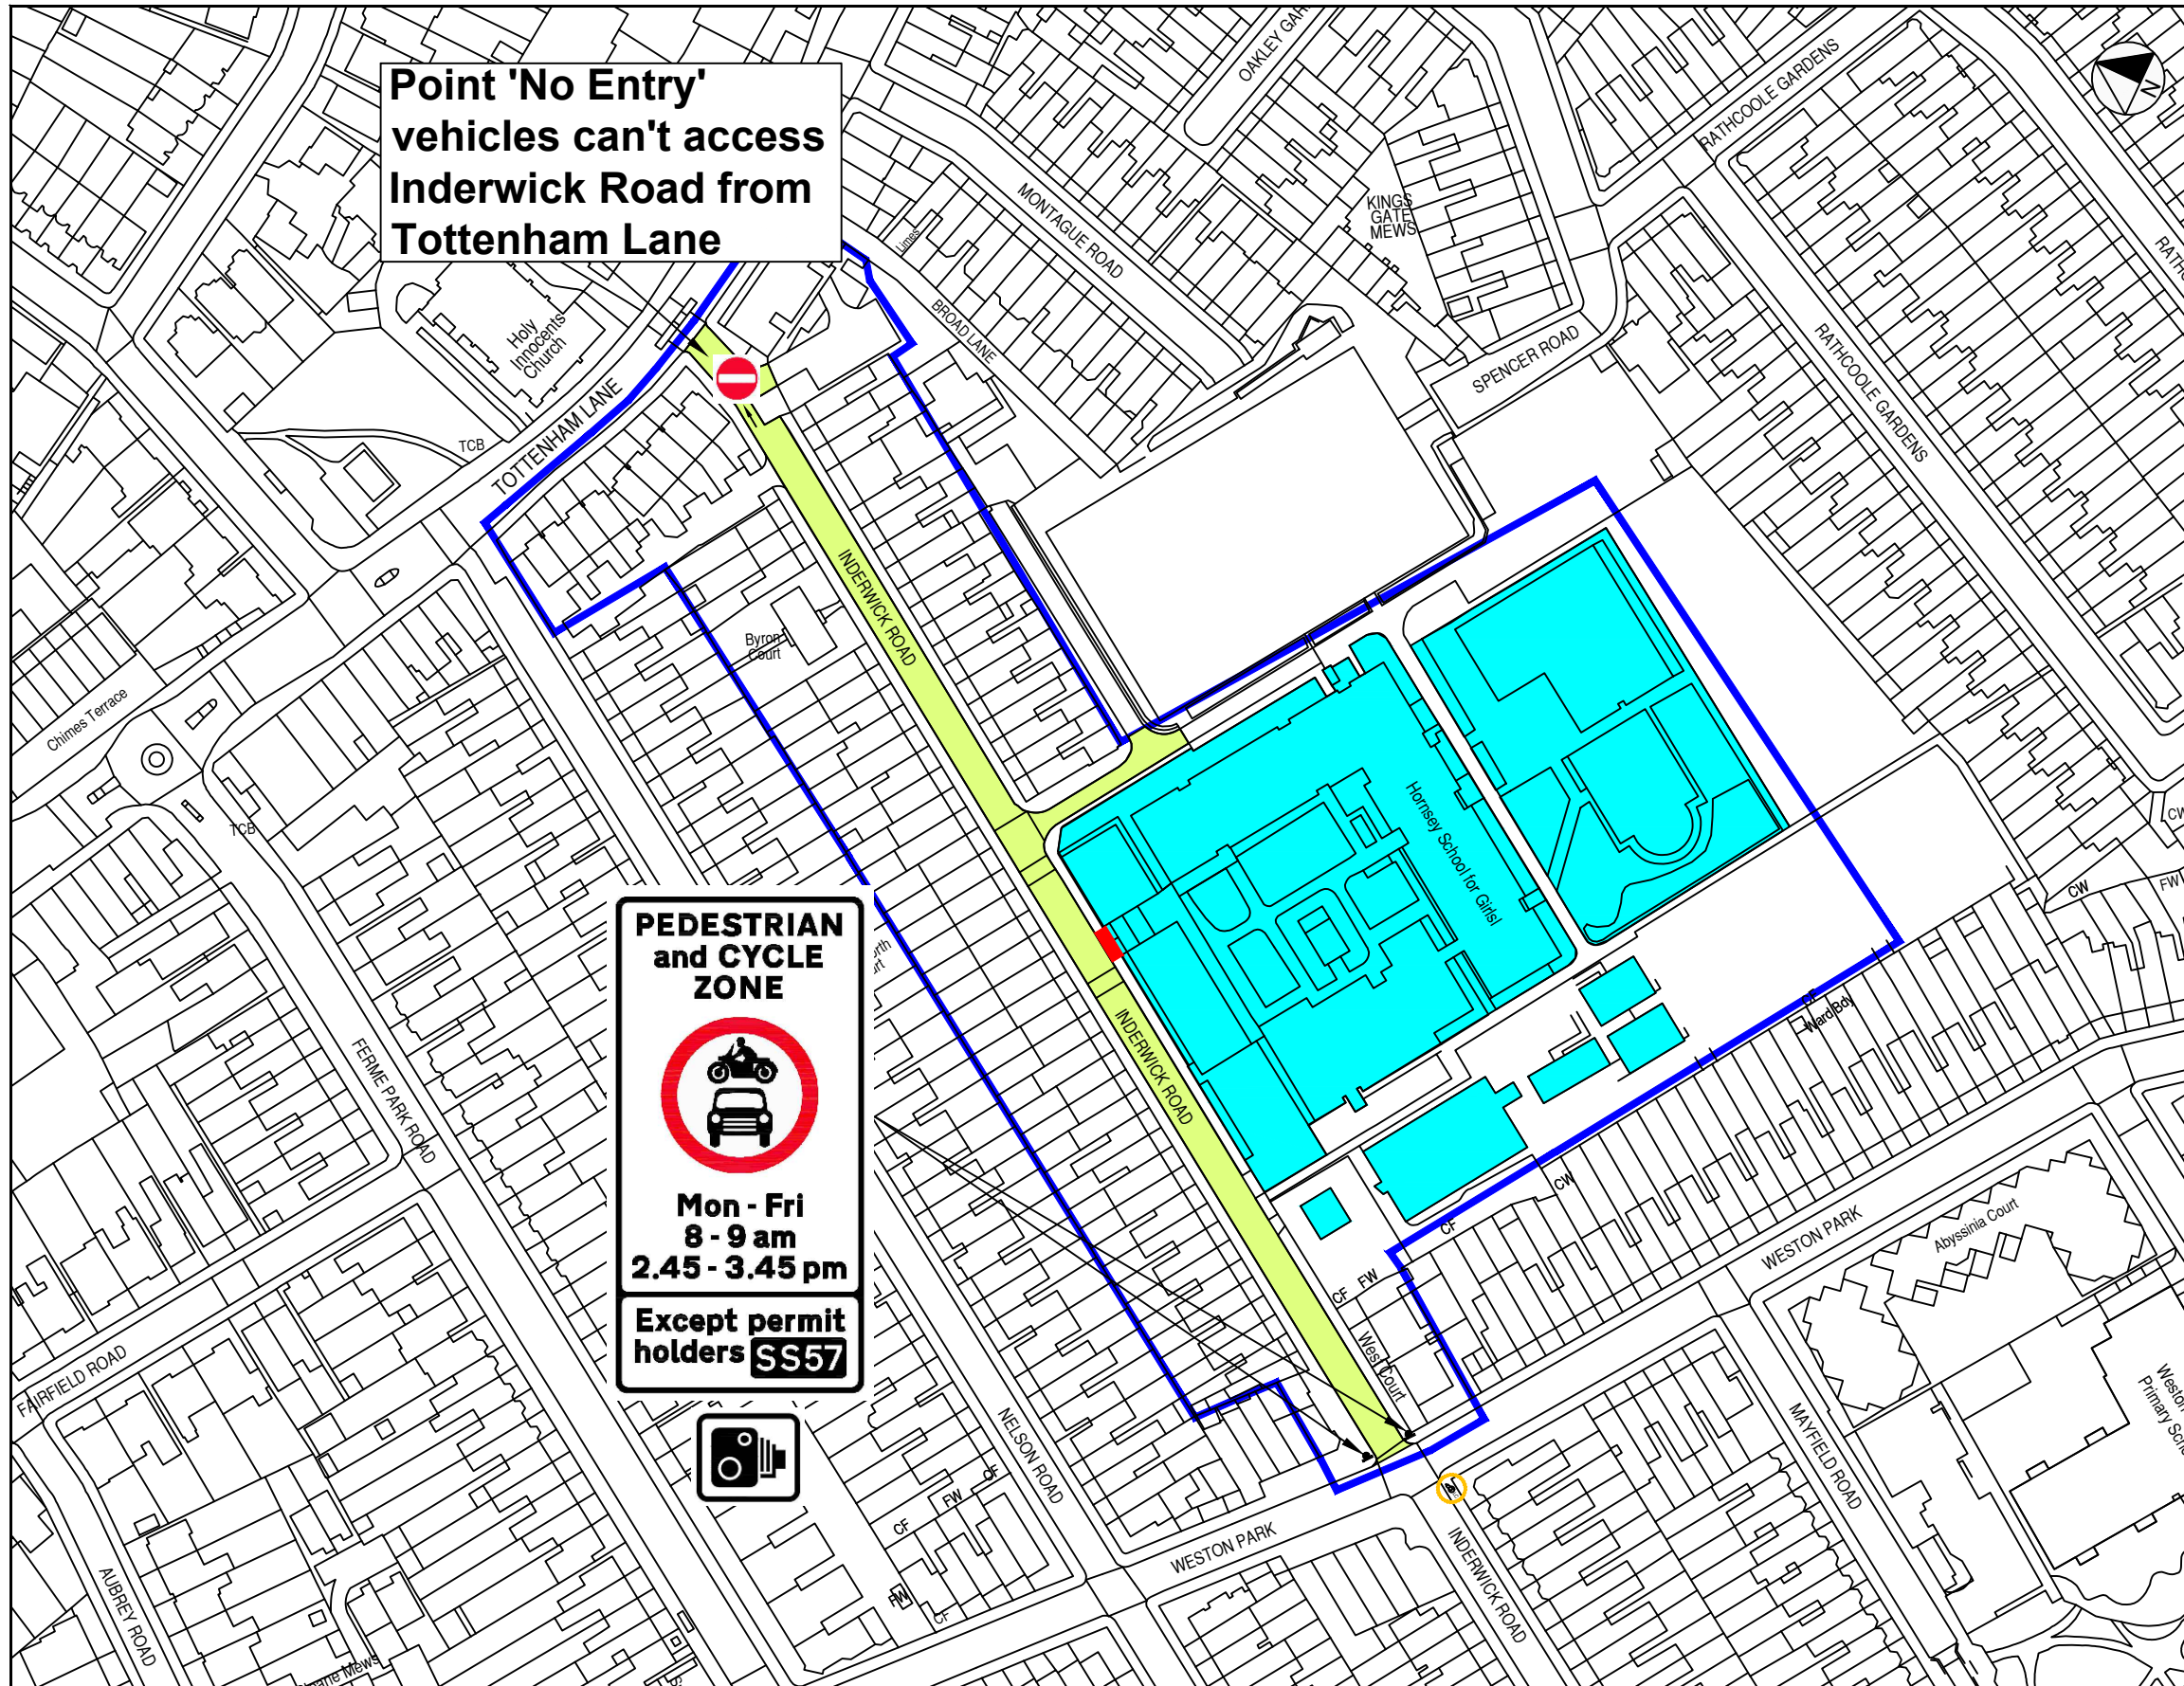 Point 'No Entry'
vehicles can't access
Inderwick Road from
Tottenham Lane
OAKLEY GAR
RATHCOOLE GARDENS
N
KINGS
GATE
MEWS
MONTAGUE ROAD
Limes
BROAD LANE
Holy
Innocents
Church
SPENCER ROAD
RATHCOOLE GARDENS
TOTTENHAM LANE
TCB
INDERWICK ROAD
Byron
Court
Chimes Terrace
TCB
Hornsey School for Girls
CW
FW
PEDESTRIAN
and CYCLE
ZONE
Mon - Fri
8 - 9 am
2.45 - 3.45 pm
Except permit
holders SS57
INDERWICK ROAD
CF
Ward Bdy
FERME PARK ROAD
CW
CF
WESTON PARK
Abyssinia Court
CF
FW
West Court
FAIRFIELD ROAD
NELSON ROAD
MAYFIELD ROAD
Weston
Primary
CF
FW
CF
WESTON PARK
INDERWICK ROAD
AUBREY ROAD
FW
CF
Mews